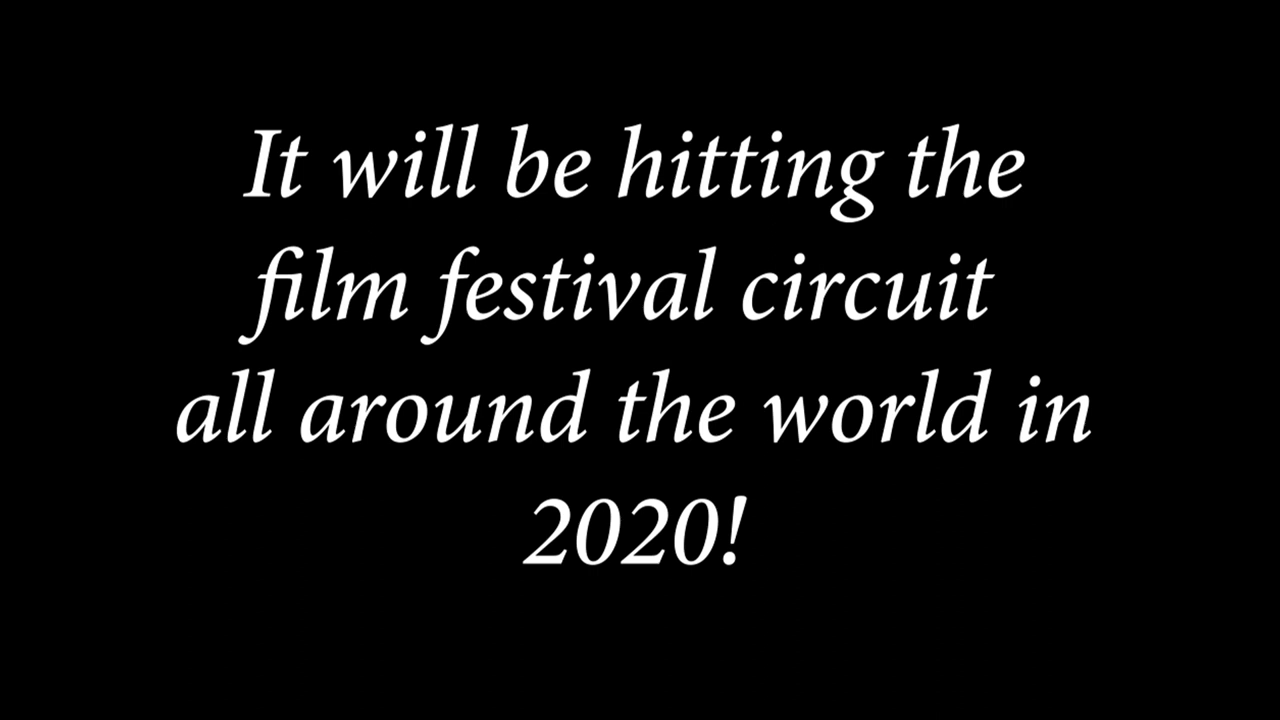 It will be hitting the
film festival circuit
all around the world in
2020!